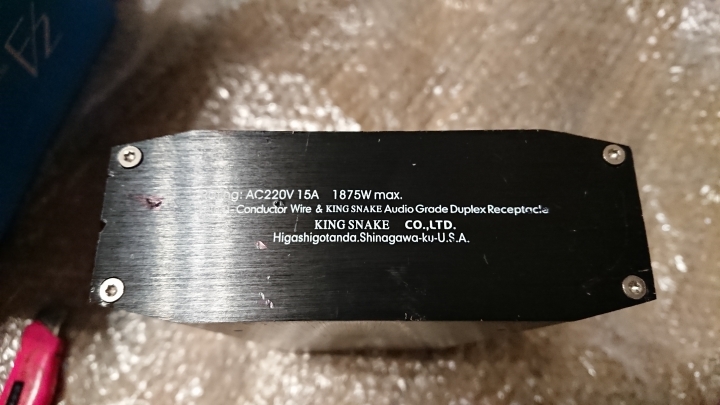 ng: AC220V 15A 1875W max.
-Conductor Wire & KING SNAKE Audio Grade Duplex Receptacle
KING SNAKE CO.,LTD.
Higashigotanda.Shinagawa-ku-U.S.A.